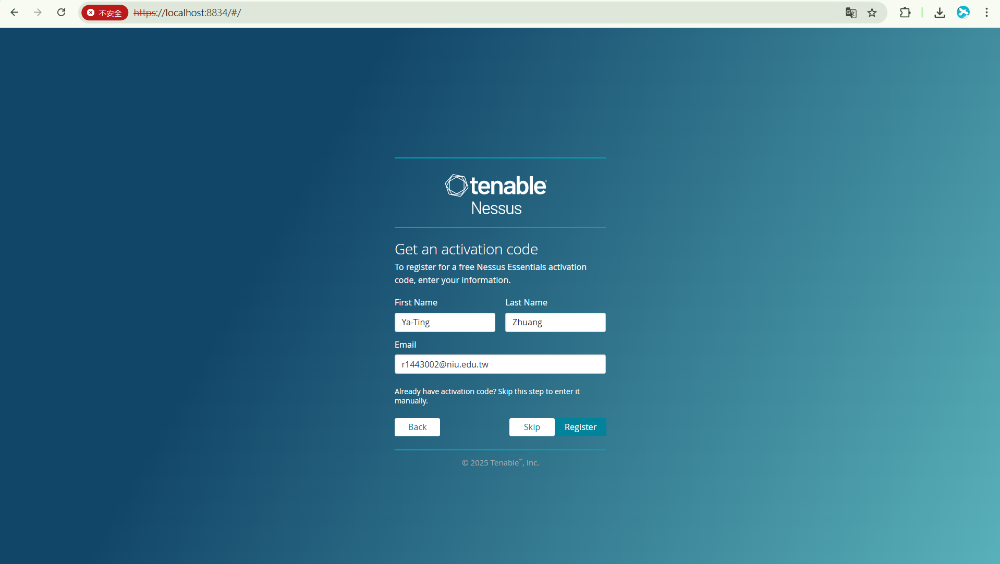 不安全 https://localhost:8834/#/
tenable®
Nessus
Get an activation code
To register for a free Nessus Essentials activation
code, enter your information.
First Name Last Name
Ya-Ting Zhuang
Email
r1443002@niu.edu.tw
Already have activation code? Skip this step to enter it
manually.
Back Skip Register
© 2025 Tenable™, Inc.